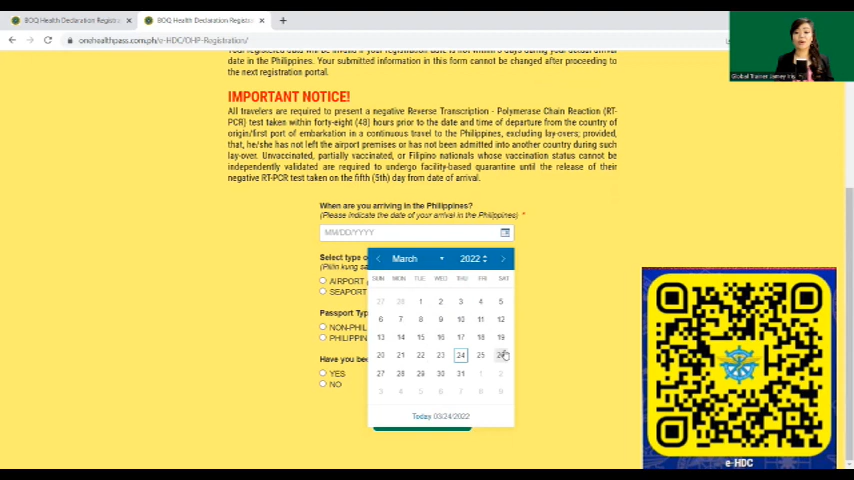 BOQ Health Declaration Registra
BOQ Health Declaration Registra
onehealthpass.com.ph/e-HDC/OHP-Registration/
Global Trainer Jamey
date in the Philippines. Your submitted information in this form cannot be changed after proceeding to
the next registration portal.
IMPORTANT NOTICE!
All travelers are required to present a negative Reverse Transcription - Polymerase Chain Reaction (RT-
PCR) test taken within forty-eight (48) hours prior to the date and time of departure from the country of
origin/first port of embarkation in a continuous travel to the Philippines, excluding lay-overs; provided,
that, he/she has not left the airport premises or has not been admitted into another country during such
lay-over. Unvaccinated, partially vaccinated, or Filipino nationals whose vaccination status cannot be
independently validated are required to undergo facility-based quarantine until the release of their
negative RT-PCR test taken on the fifth (5th) day from date of arrival.
When are you arriving in the Philippines?
(Please indicate the date of your arrival in the Philippines) *
MM/DD/YYYY
March 2022
SUN MON TUE WED THU FRI SAT
27 28 1 2 3 4 5
6 7 8 9 10 11 12
13 14 15 16 17 18 19
20 21 22 23 24 25 26
27 28 29 30 31 1 2
3 4 5 6 7 8 9
Today 03/24/2022
Select type o
(Piliin kung sa
AIRPORT (
SEAPORT
Passport Typ
NON-PHIL
PHILIPPIN
Have you bee
YES
NO
e-HDC